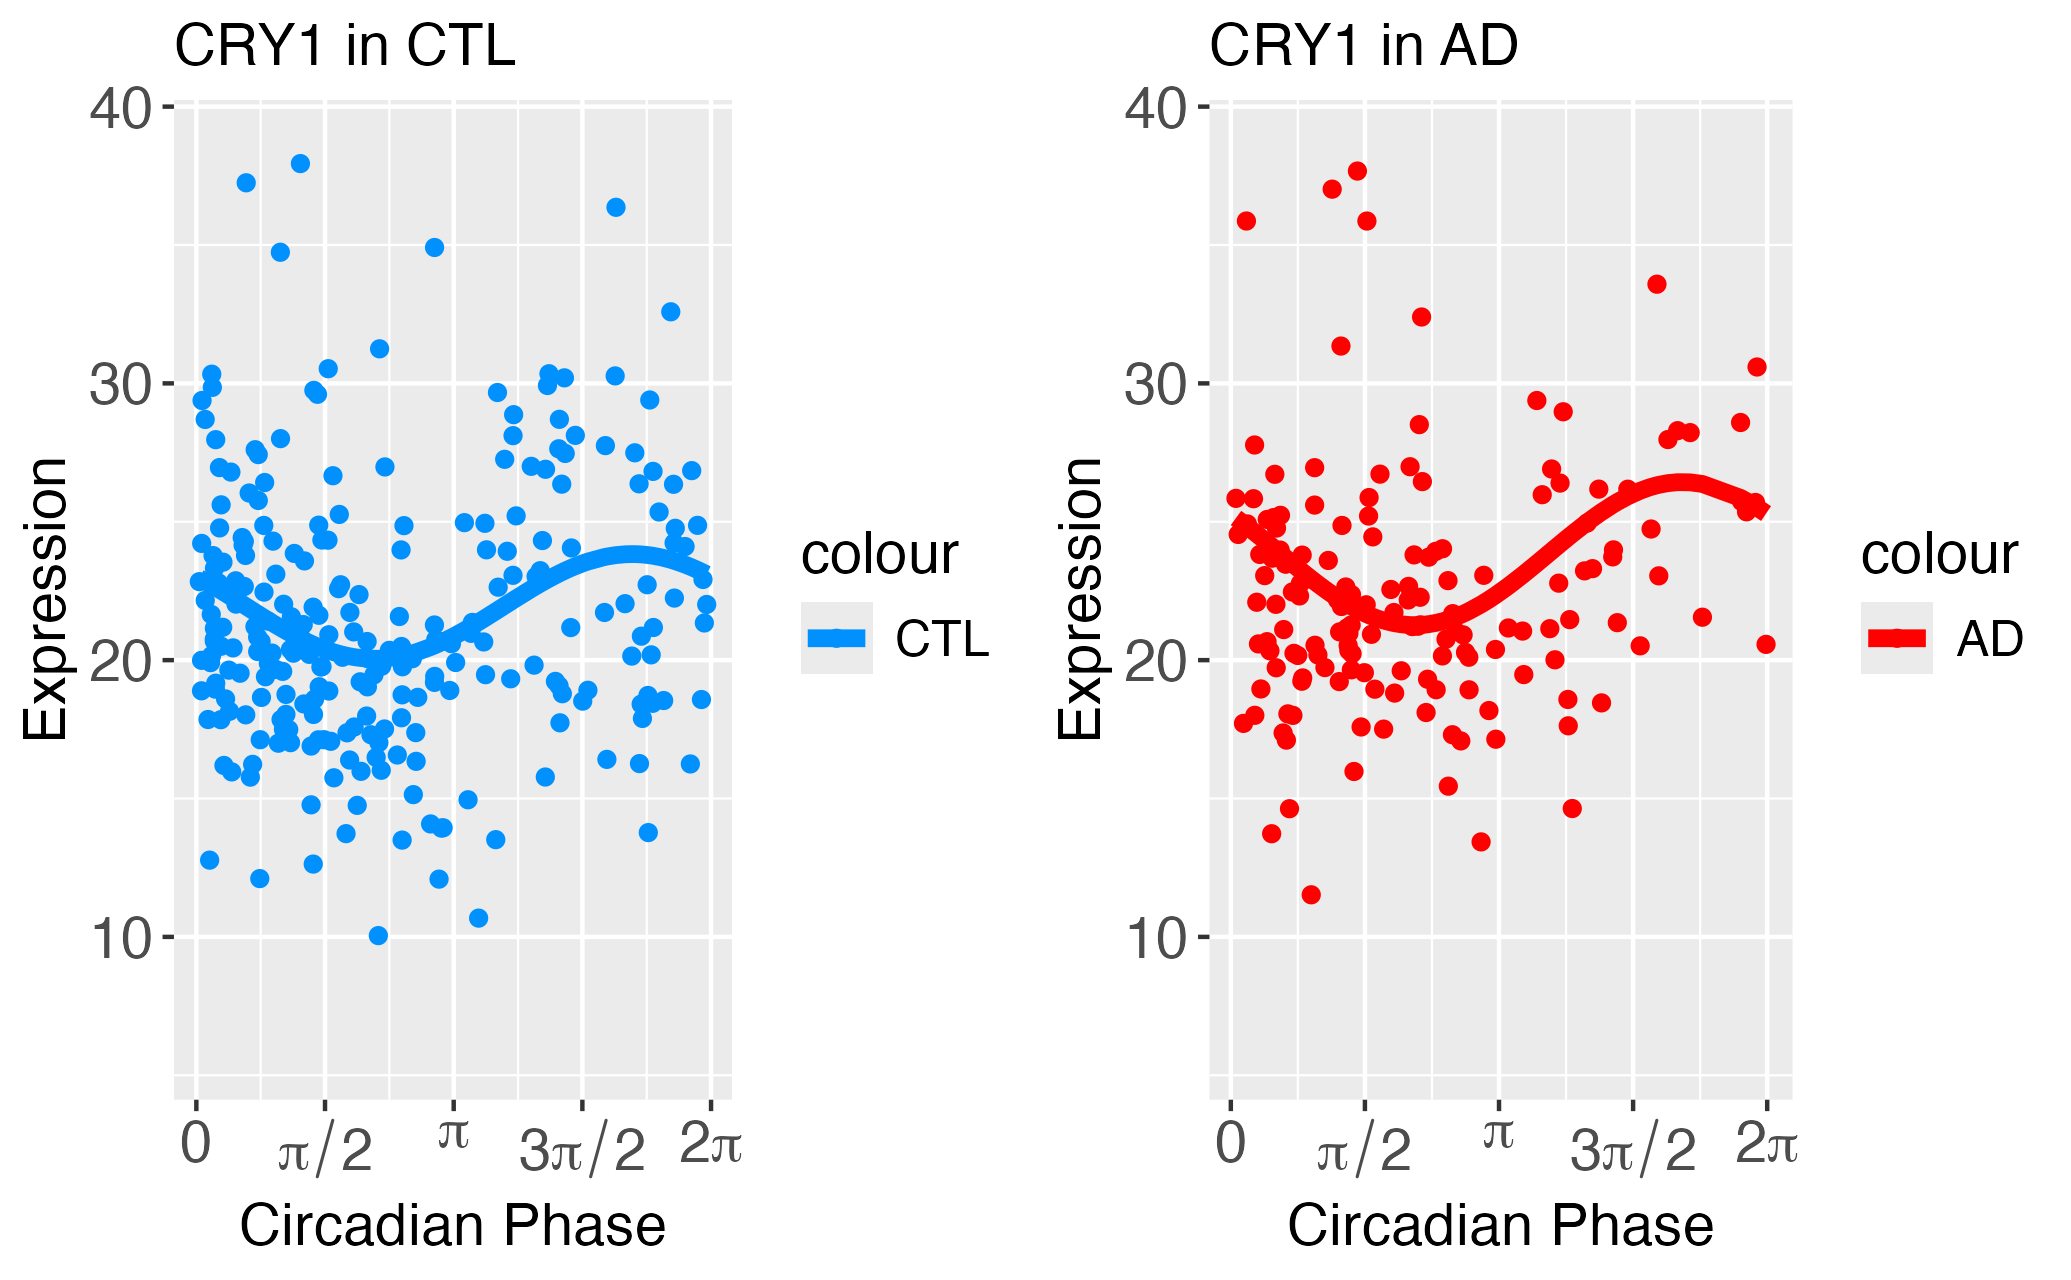 CRY1 in CTL
40
30
20
10
Expression
0 π/2 π 3π/2 2π
Circadian Phase
colour
CTL
CRY1 in AD
40
30
20
10
Expression
0 π/2 π 3π/2 2π
Circadian Phase
colour
AD